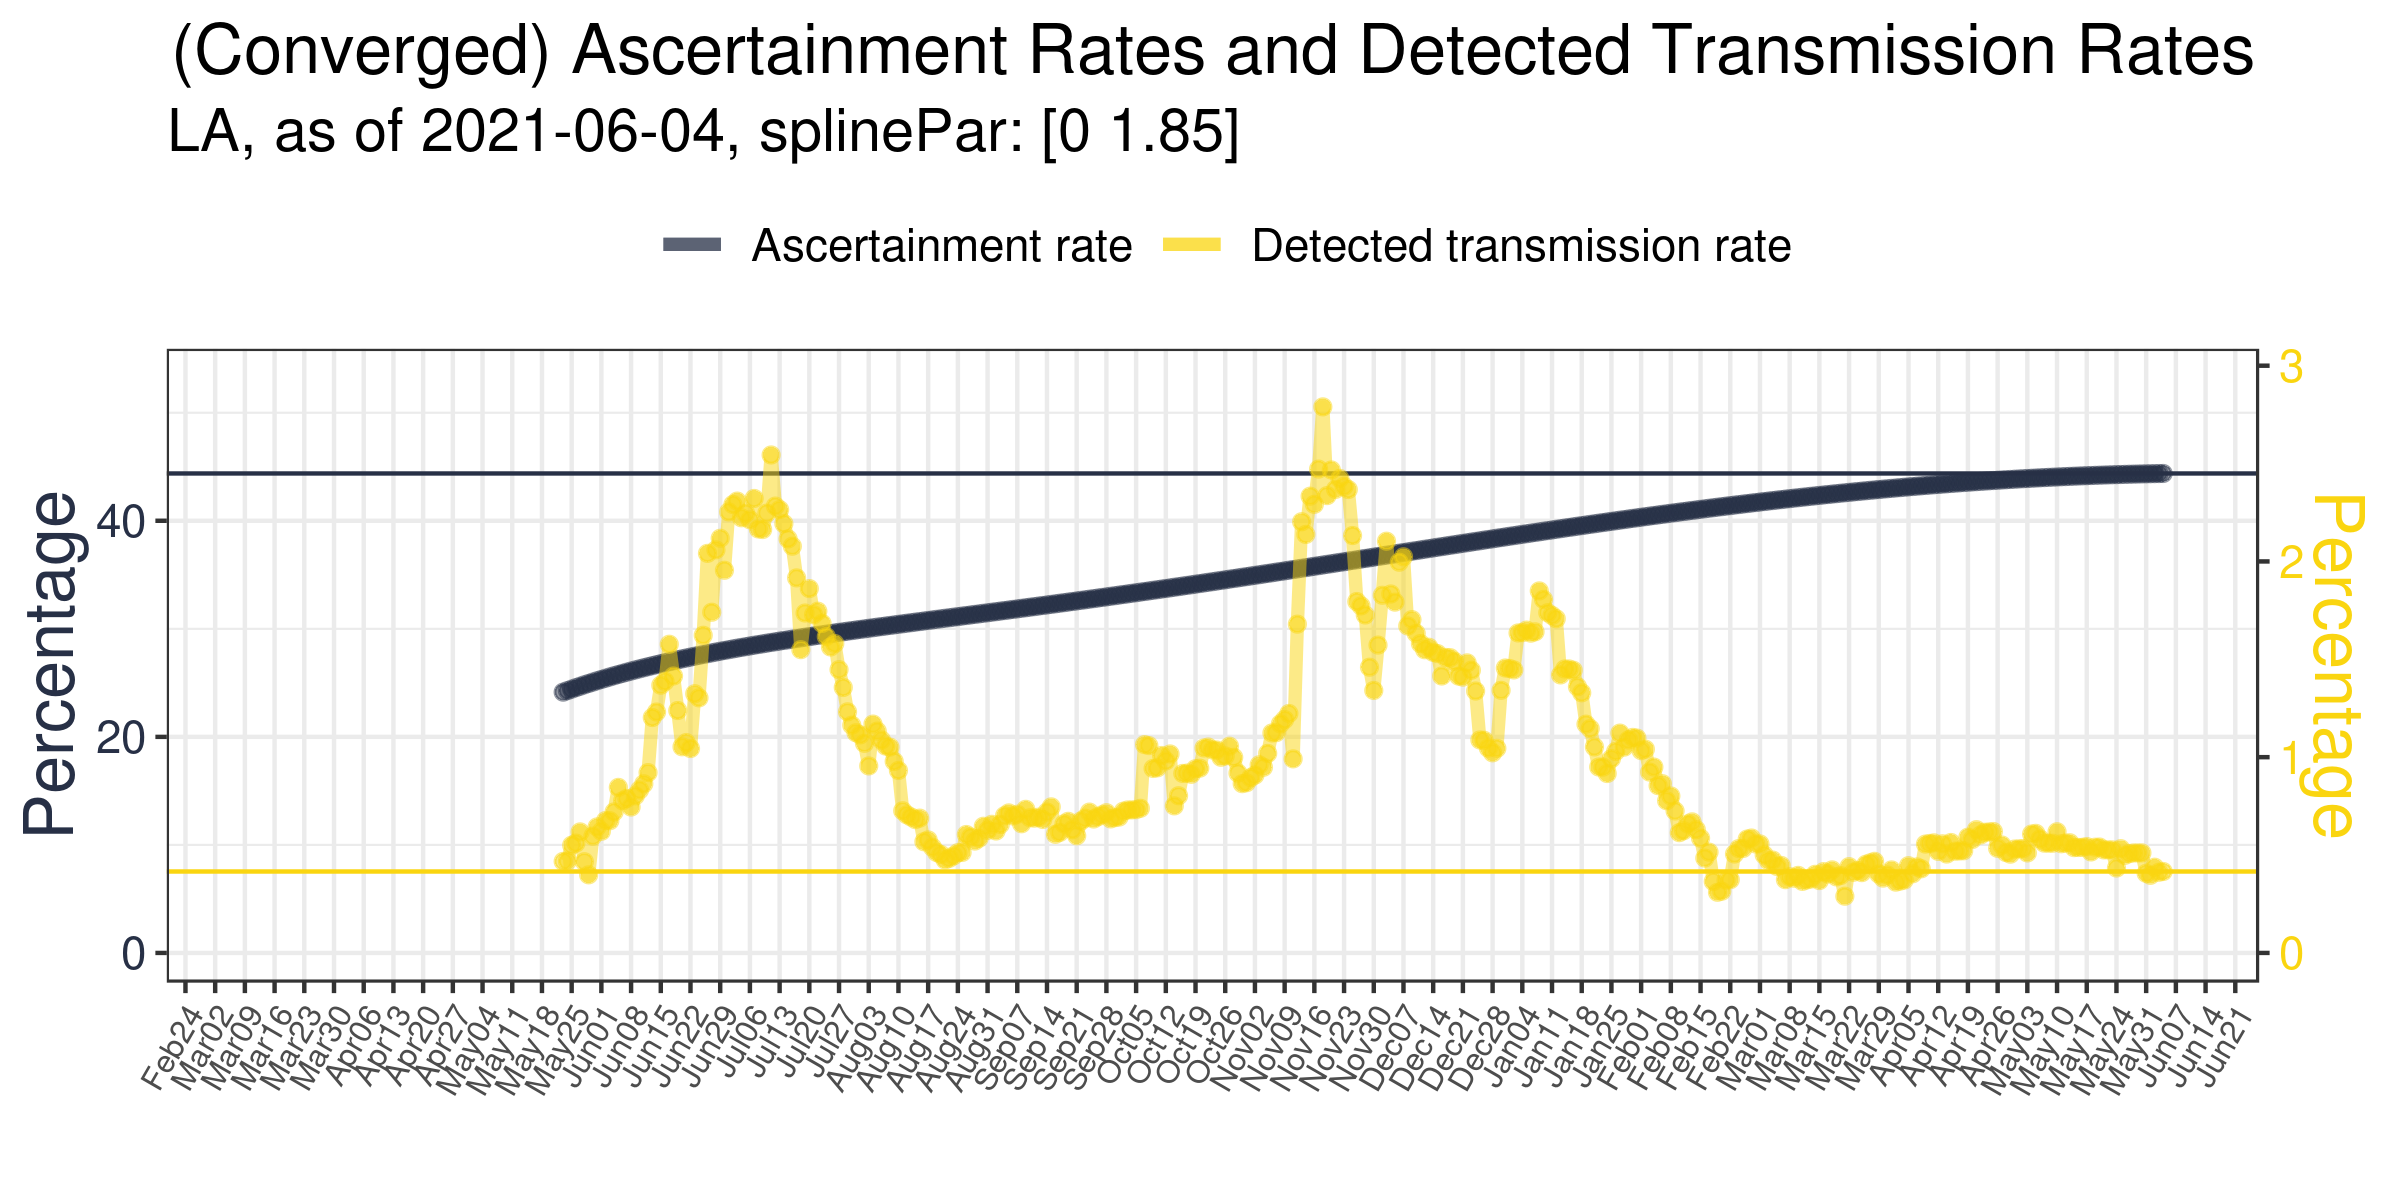 (Converged) Ascertainment Rates and Detected Transmission Rates
LA, as of 2021-06-04, splinePar: [0 1.85]
Ascertainment rate
Detected transmission rate
Percentage
40
20
0
3
2
1
0
Percentage
Feb24
Mar02
Mar09
Mar16
Mar23
Mar30
Apr06
Apr13
Apr20
Apr27
May04
May11
May18
May25
Jun01
Jun08
Jun15
Jun22
Jun29
Jul06
Jul13
Jul20
Jul27
Aug03
Aug10
Aug17
Aug24
Aug31
Sep07
Sep14
Sep21
Sep28
Oct05
Oct12
Oct19
Oct26
Nov02
Nov09
Nov16
Nov23
Nov30
Dec07
Dec14
Dec21
Dec28
Jan04
Jan11
Jan18
Jan25
Feb01
Feb08
Feb15
Feb22
Mar01
Mar08
Mar15
Mar22
Mar29
Apr05
Apr12
Apr19
Apr26
May03
May10
May17
May24
May31
Jun07
Jun14
Jun21